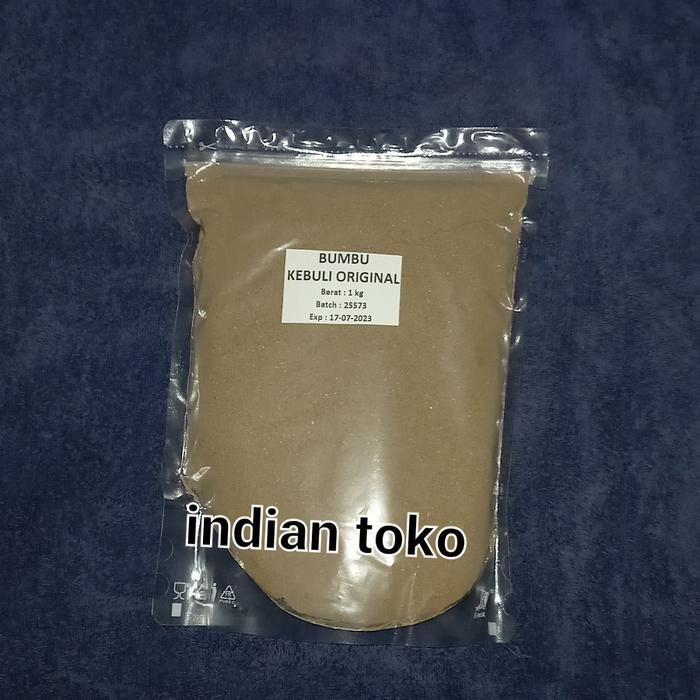 BUMBU
KEBULI ORIGINAL
Berat : 1 kg
Batch : 25573
Exp : 17-07-2023
indian toko